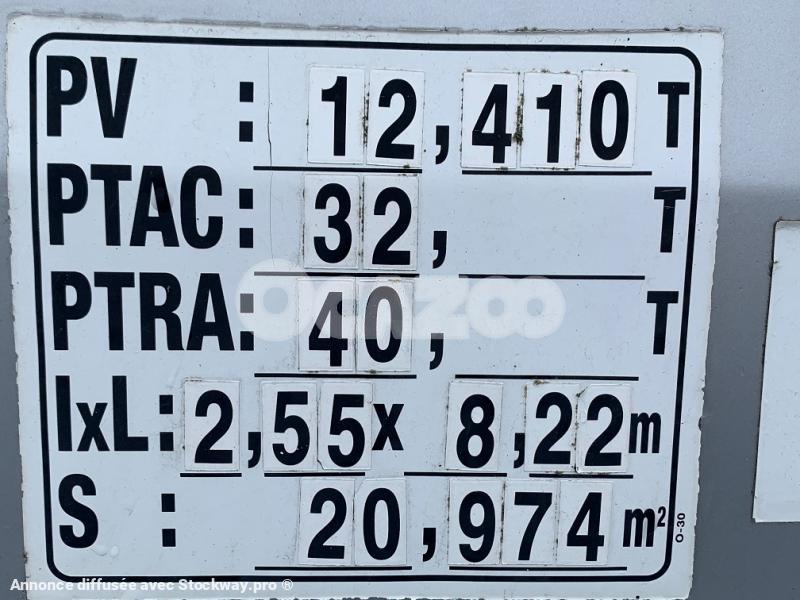 PV : 12,410 T
PTAC: 32, T
PTRA: 40, T
lxL: 2,55x 8,22m
S : 20,974 m²
O-30
Annonce diffusée avec Stockway.pro ®